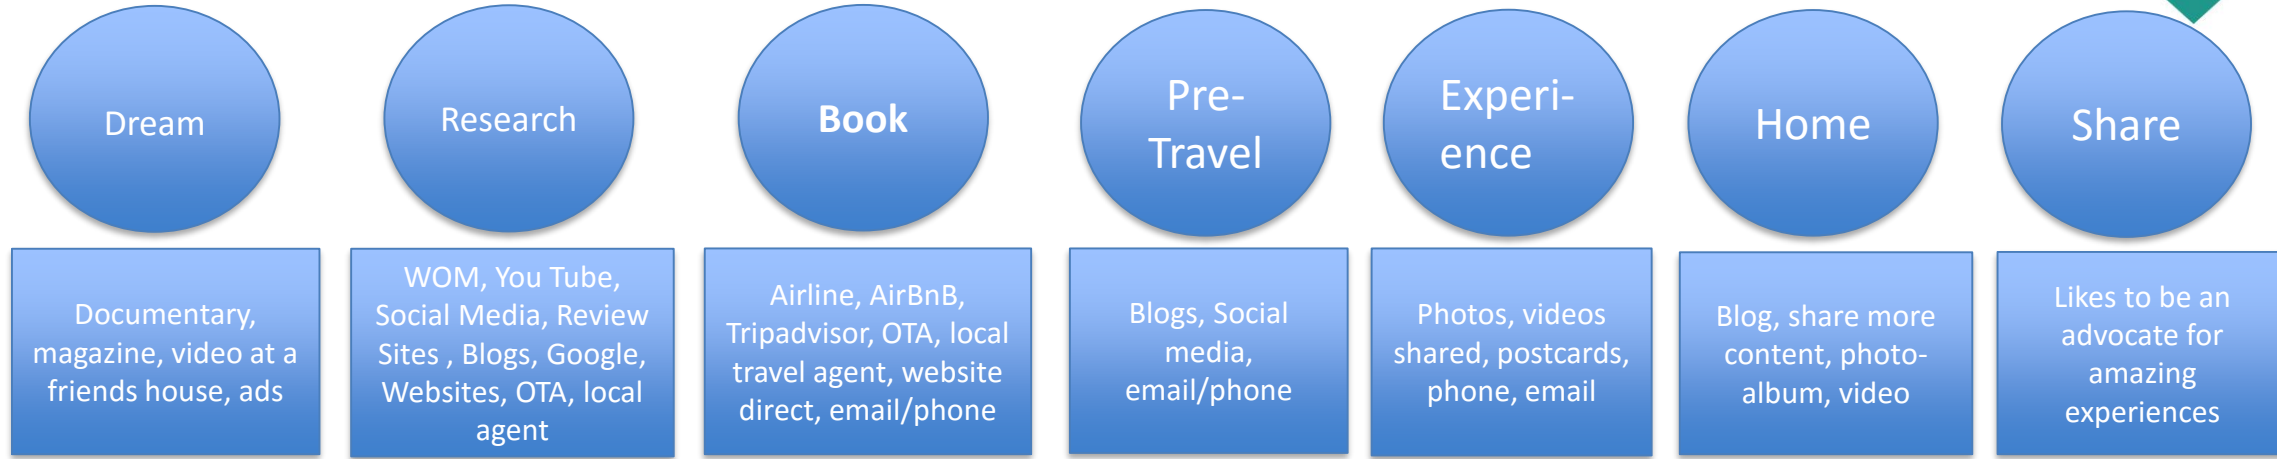 Dream
Research
Book
Pre-
Travel
Experi-
ence
Home
Share
Documentary,
magazine, video at a
friends house, ads
WOM, You Tube,
Social Media, Review
Sites , Blogs, Google,
Websites, OTA, local
agent
Airline, AirBnB,
Tripadvisor, OTA, local
travel agent, website
direct, email/phone
Blogs, Social
media,
email/phone
Photos, videos
shared, postcards,
phone, email
Blog, share more
content, photo-
album, video
Likes to be an
advocate for
amazing
experiences